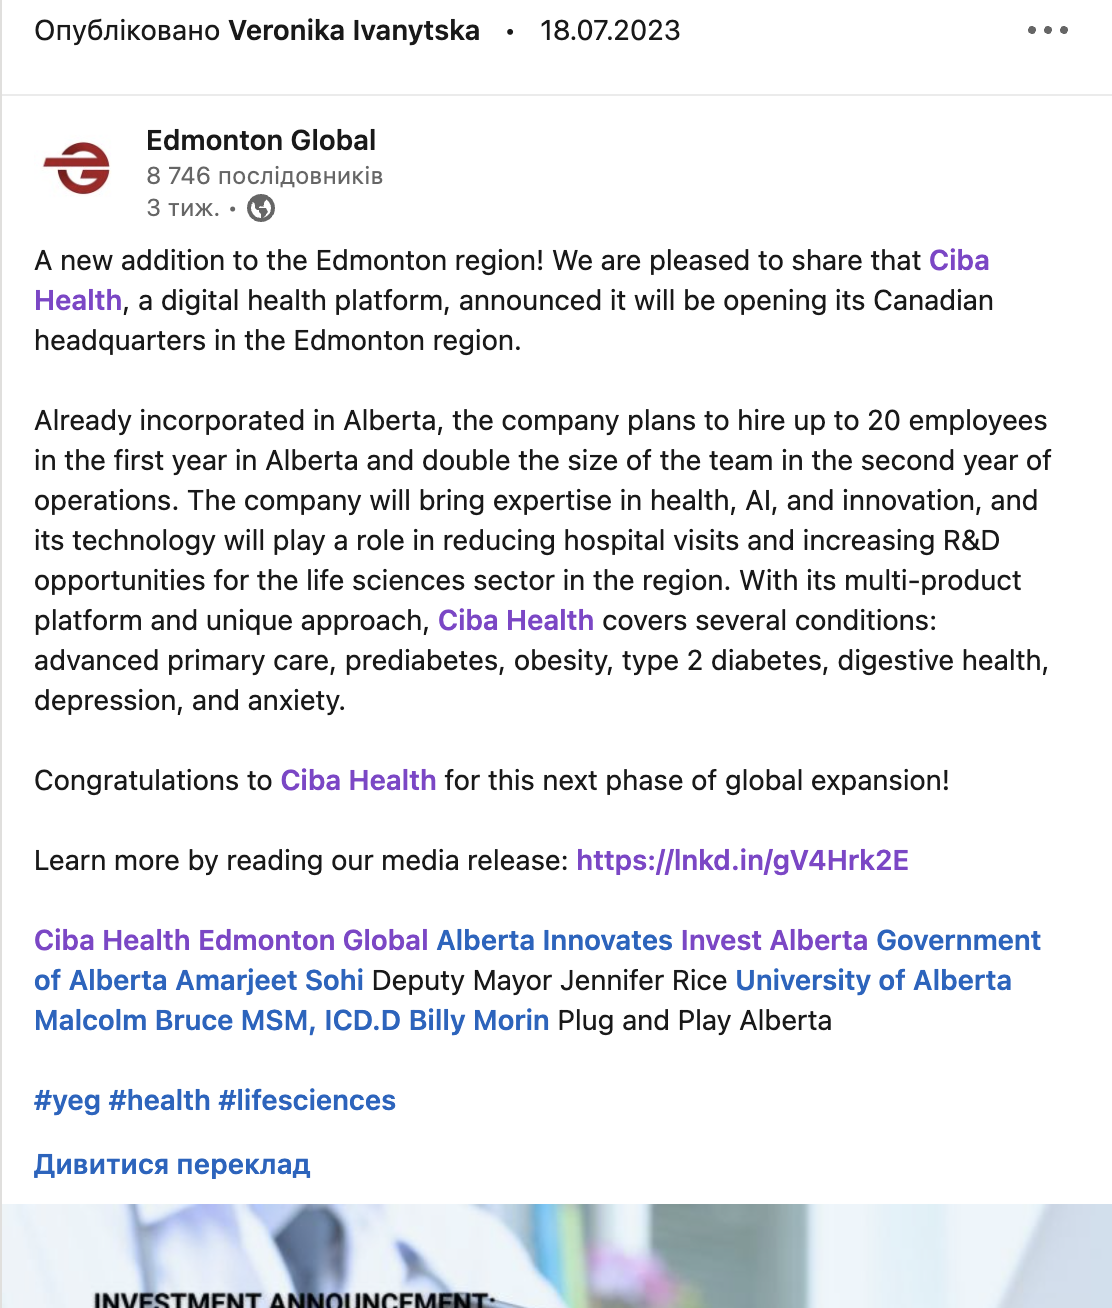 Опубліковано Veronika Ivanytska • 18.07.2023
Edmonton Global
8 746 послідовників
3 тиж. •
A new addition to the Edmonton region! We are pleased to share that Ciba
Health, a digital health platform, announced it will be opening its Canadian
headquarters in the Edmonton region.
Already incorporated in Alberta, the company plans to hire up to 20 employees
in the first year in Alberta and double the size of the team in the second year of
operations. The company will bring expertise in health, AI, and innovation, and
its technology will play a role in reducing hospital visits and increasing R&D
opportunities for the life sciences sector in the region. With its multi-product
platform and unique approach, Ciba Health covers several conditions:
advanced primary care, prediabetes, obesity, type 2 diabetes, digestive health,
depression, and anxiety.
Congratulations to Ciba Health for this next phase of global expansion!
Learn more by reading our media release: https://lnkd.in/gV4Hrk2E
Ciba Health Edmonton Global Alberta Innovates Invest Alberta Government
of Alberta Amarjeet Sohi Deputy Mayor Jennifer Rice University of Alberta
Malcolm Bruce MSM, ICD.D Billy Morin Plug and Play Alberta
#yeg #health #lifesciences
Дивитися переклад
INVESTMENT ANNOUNCEMENT: